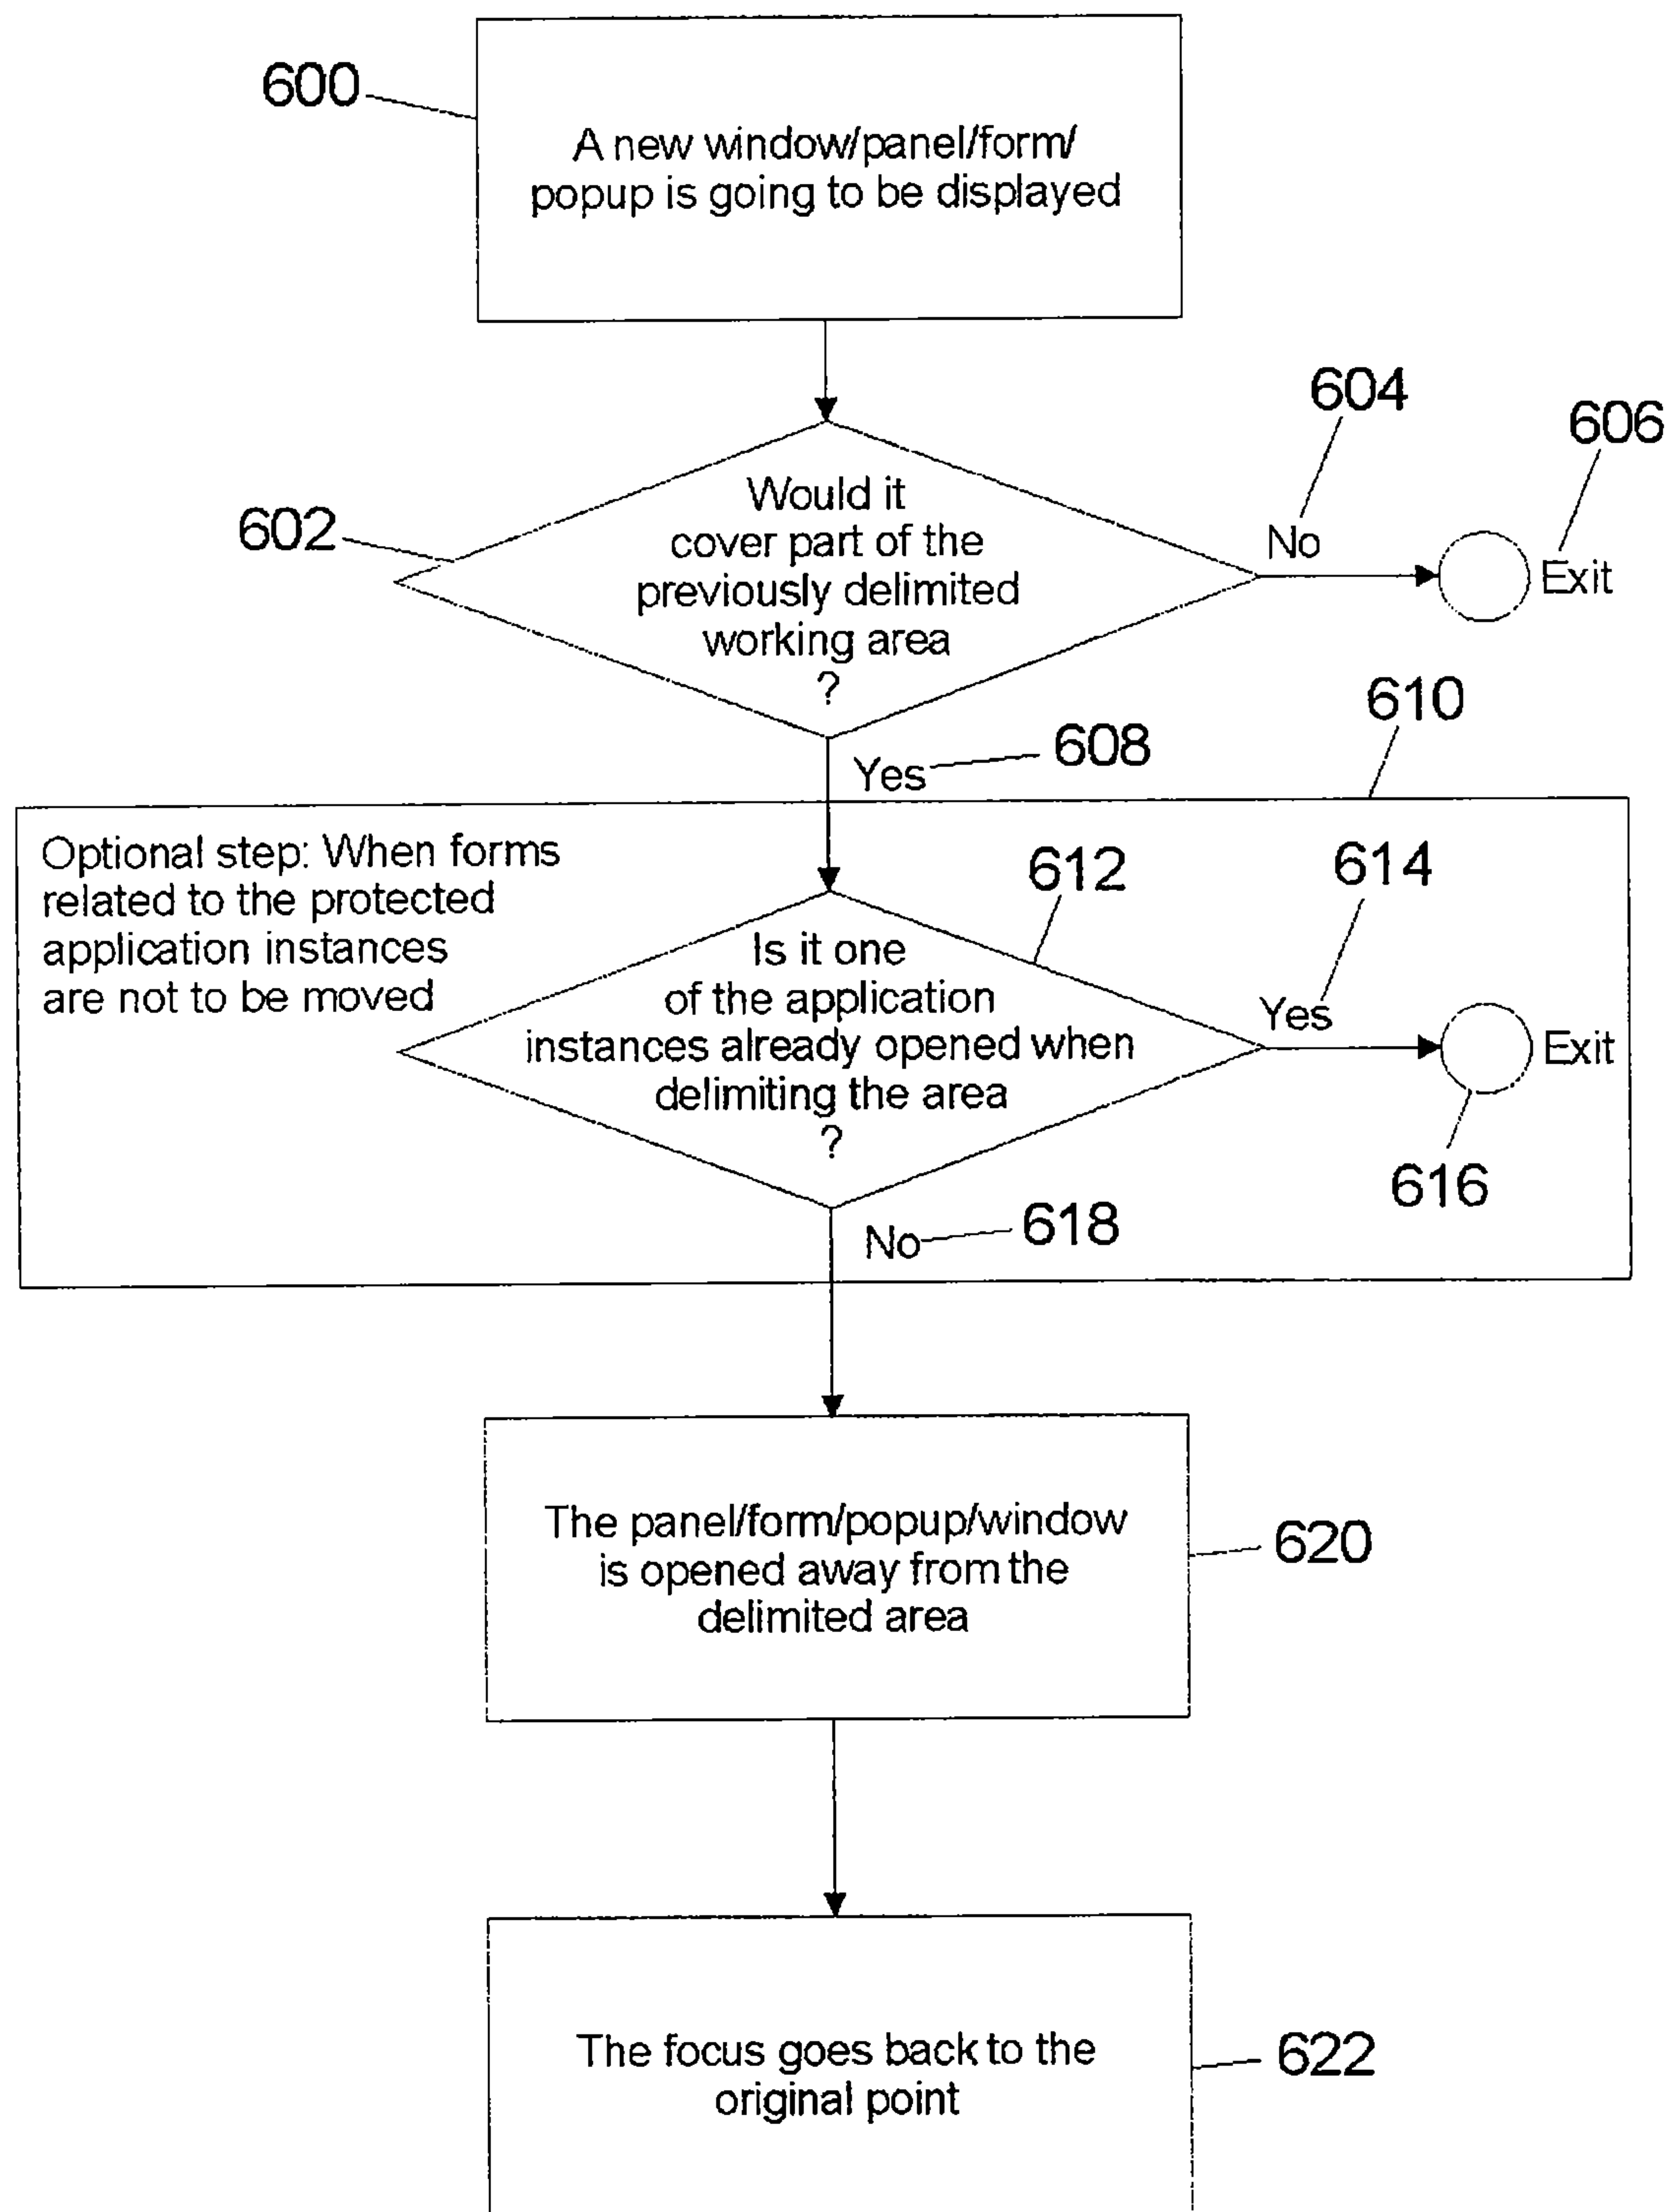 600
A new window/panel/form/
popup is going to be displayed
604
606
602
Would it
cover part of the
previously delimited
working area
?
No
Exit
610
Yes
608
Optional step: When forms
related to the protected
application instances
are not to be moved
612
614
Is it one
of the application
instances already opened when
delimiting the area
?
Yes
Exit
616
No
618
The panel/form/popup/window
is opened away from the
delimited area
620
The focus goes back to the
original point
622